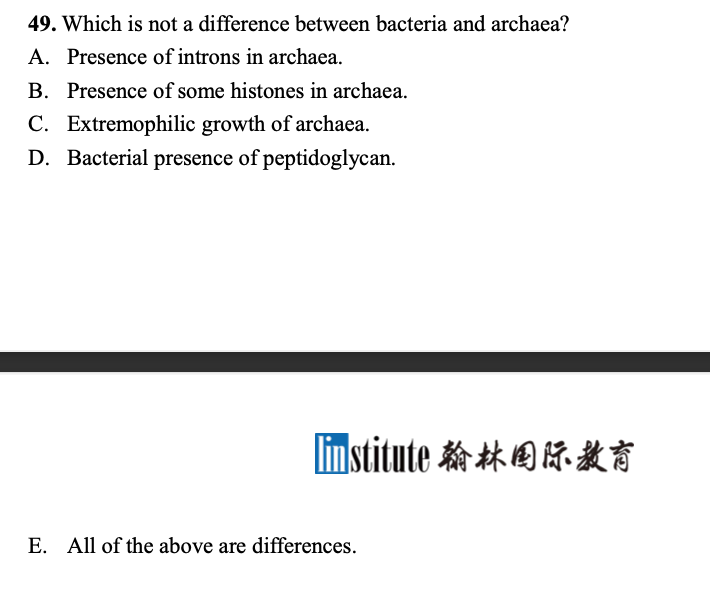 49. Which is not a difference between bacteria and archaea?
A. Presence of introns in archaea.
B. Presence of some histones in archaea.
C. Extremophilic growth of archaea.
D. Bacterial presence of peptidoglycan.
linstitute 翰林国际教育
E. All of the above are differences.